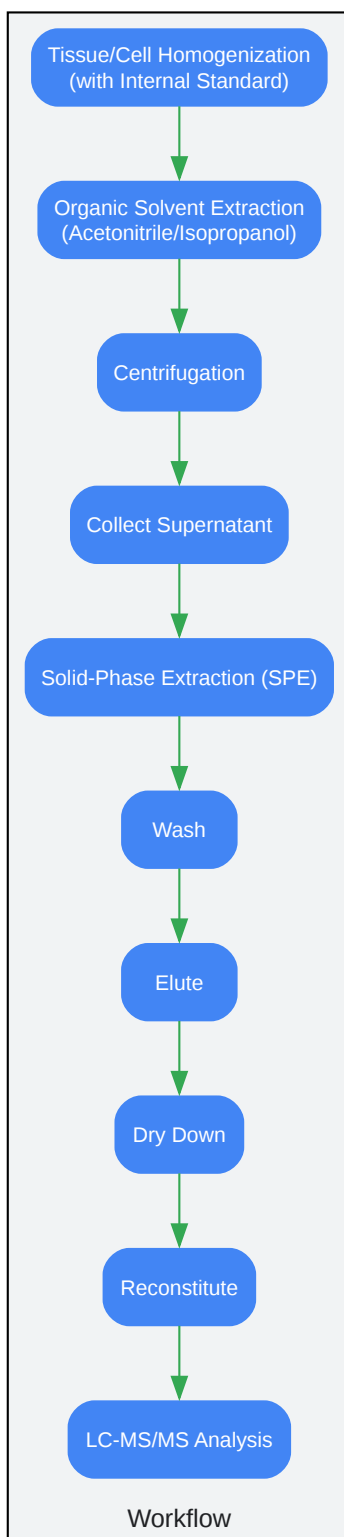 Tissue/Cell Homogenization
(with Internal Standard)
Organic Solvent Extraction
(Acetonitrile/Isopropanol)
Centrifugation
Collect Supernatant
Solid-Phase Extraction (SPE)
Wash
Elute
Dry Down
Reconstitute
LC-MS/MS Analysis
Workflow